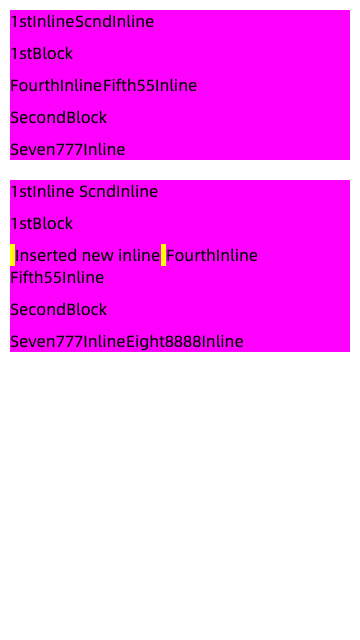 1stInlineScndInline
1stBlock
FourthInlineFifth55Inline
SecondBlock
Seven777Inline
1stInline ScndInline
1stBlock
Inserted new inline FourthInline
Fifth55Inline
SecondBlock
Seven777InlineEight8888Inline